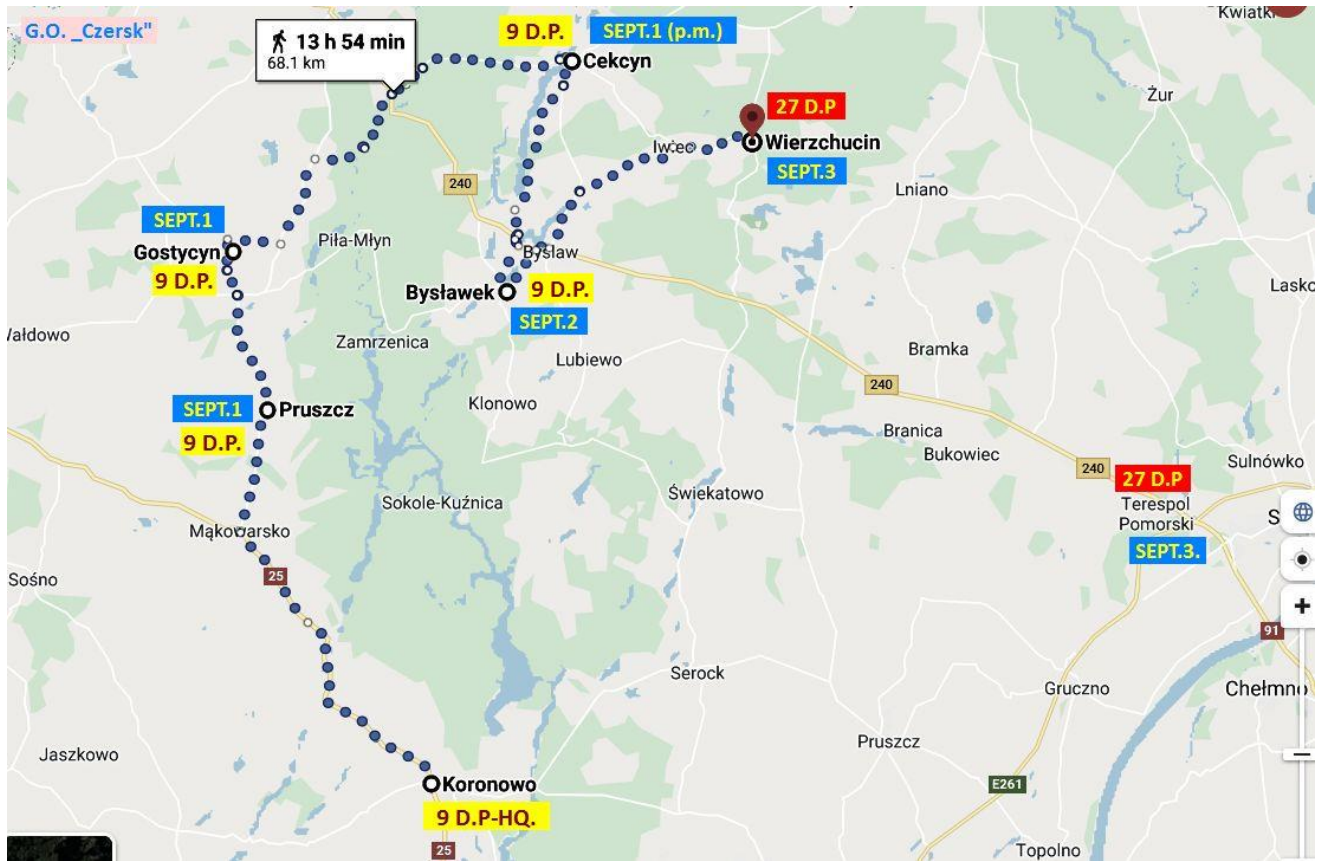 Kwiatki
G.O. _Czersk"
9 D.P.
SEPT.1 (p.m.)
13 h 54 min
68.1 km
Cekcyn
Żur
27 D.P
Iwiec
Wierzchucin
SEPT.3
240
Lniano
SEPT.1
Piła-Młyn
Gostycyn
9 D.P.
Bysław
Bysławek
9 D.P.
SEPT.2
Zamrzenica
Bramka
Lubiewo
240
SEPT.1
Pruszcz
9 D.P.
Klonowo
Branica
Bukowiec
240
Sulnówko
27 D.P
Terespol
Pomorski
SEPT.3.
Sokole-Kuźnica
Świekatowo
Mąkowarsko
25
Sośno
91
Serock
Gruczno
Chełmno
Pruszcz
Jaszkowo
Koronowo
E261
9 D.P-HQ.
25
Topolno